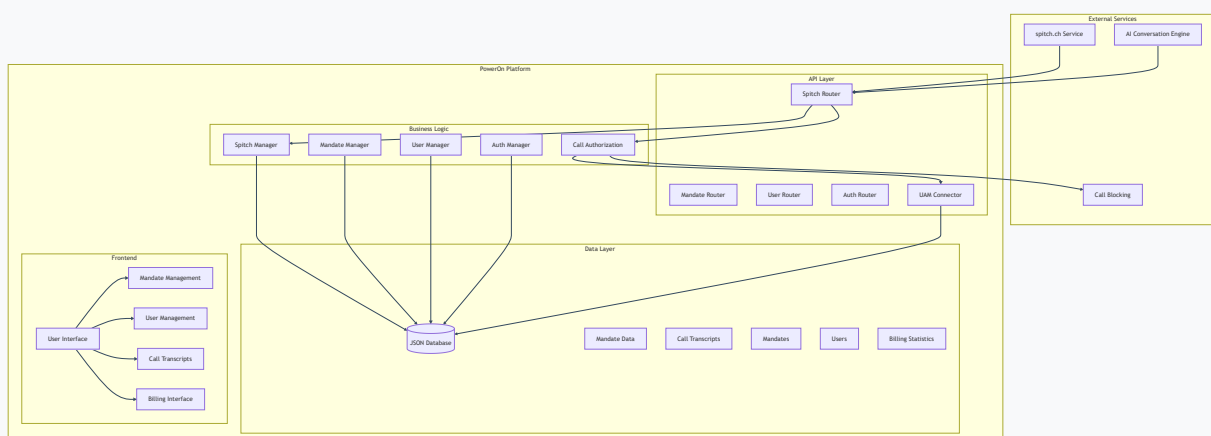 External Services
spitch.ch Service
AI Conversation Engine
PowerOn Platform
API Layer
Spitch Router
Business Logic
Spitch Manager
Mandate Manager
User Manager
Auth Manager
Call Authorization
Mandate Router
User Router
Auth Router
UAM Connector
Call Blocking
Data Layer
Frontend
Mandate Management
User Management
User Interface
Call Transcripts
Billing Interface
JSON Database
Mandate Data
Call Transcripts
Mandates
Users
Billing Statistics